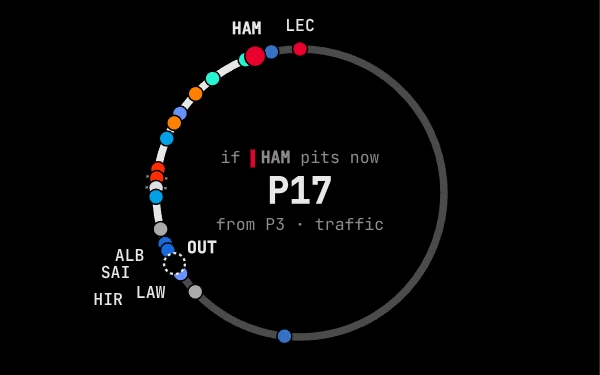 HAM LEC
if HAM pits now
P17
from P3 · traffic
OUT
ALB
SAI
HIR LAW